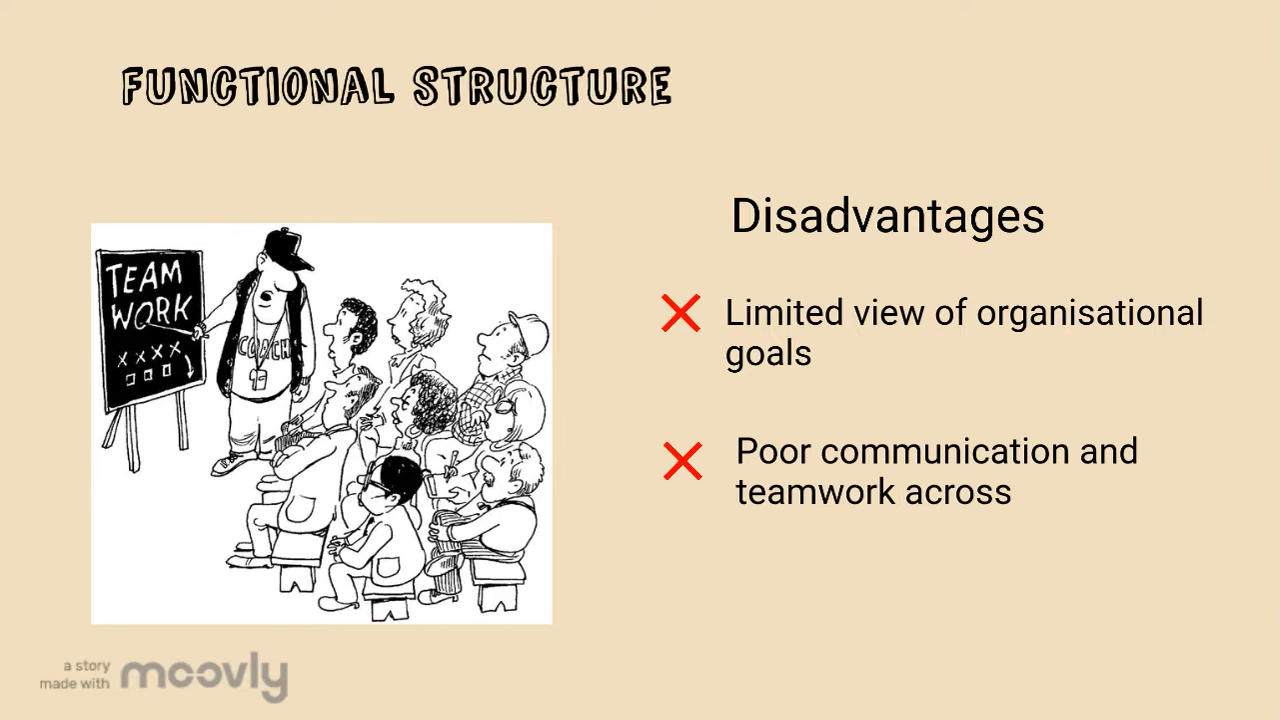 FUNCTIONAL STRUCTURE
Disadvantages
Limited view of organisational
goals
Poor communication and
teamwork across
TEAM
WORK
COACH
a story
made with
moovly